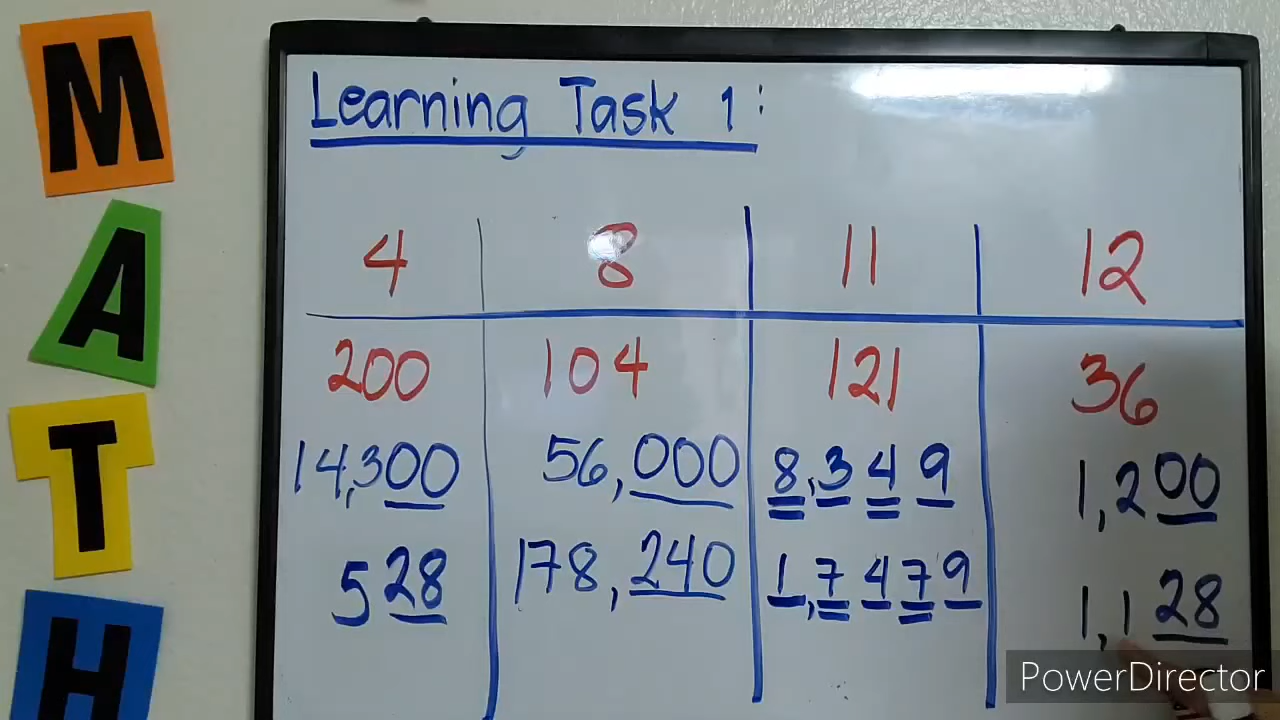 MATH
Learning Task 1:
4 8 11 12
200 104 121 36
14,300 56,000 8,349 1,200
528 178,240 1,7479 1,128
PowerDirector